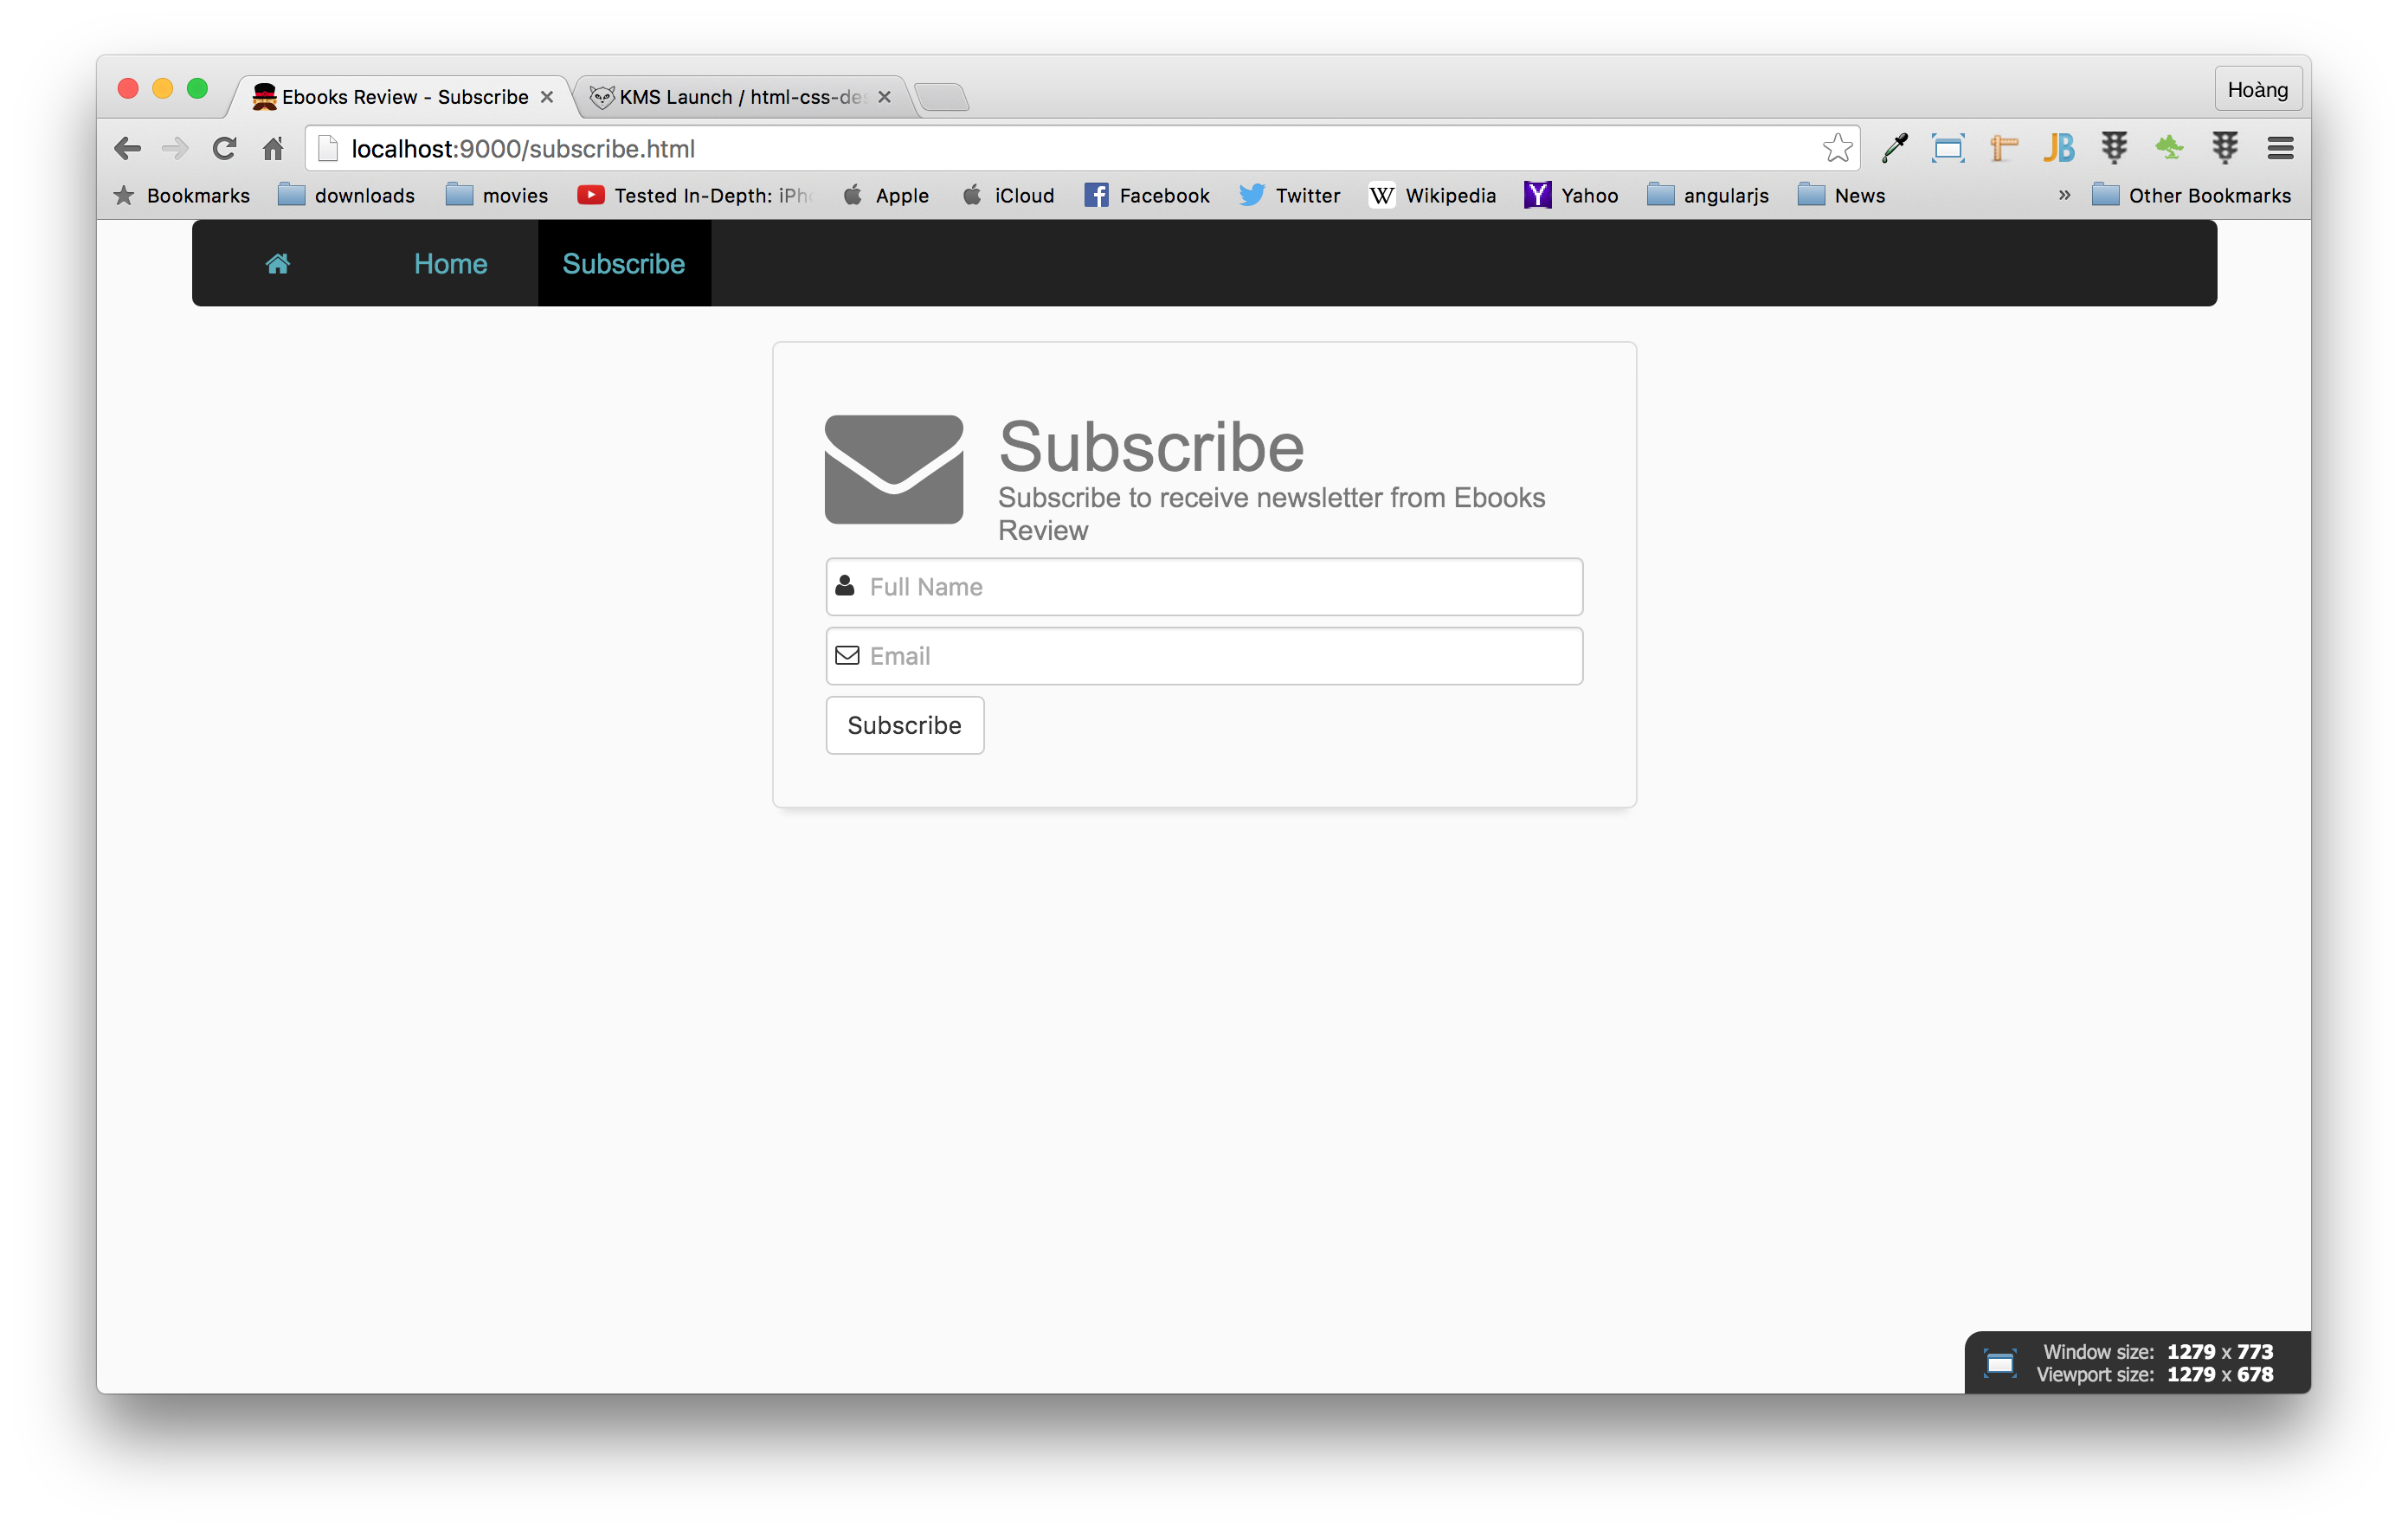 Ebooks Review - Subscribe
KMS Launch / html-css-de
Hoàng
localhost:9000/subscribe.html
Bookmarks downloads movies Tested In-Depth: iPho Apple iCloud Facebook Twitter W Wikipedia Y Yahoo angularjs News » Other Bookmarks
JB
Home Subscribe
Subscribe
Subscribe to receive newsletter from Ebooks
Review
Full Name
Email
Subscribe
Window size: 1279 x 773
Viewport size: 1279 x 678